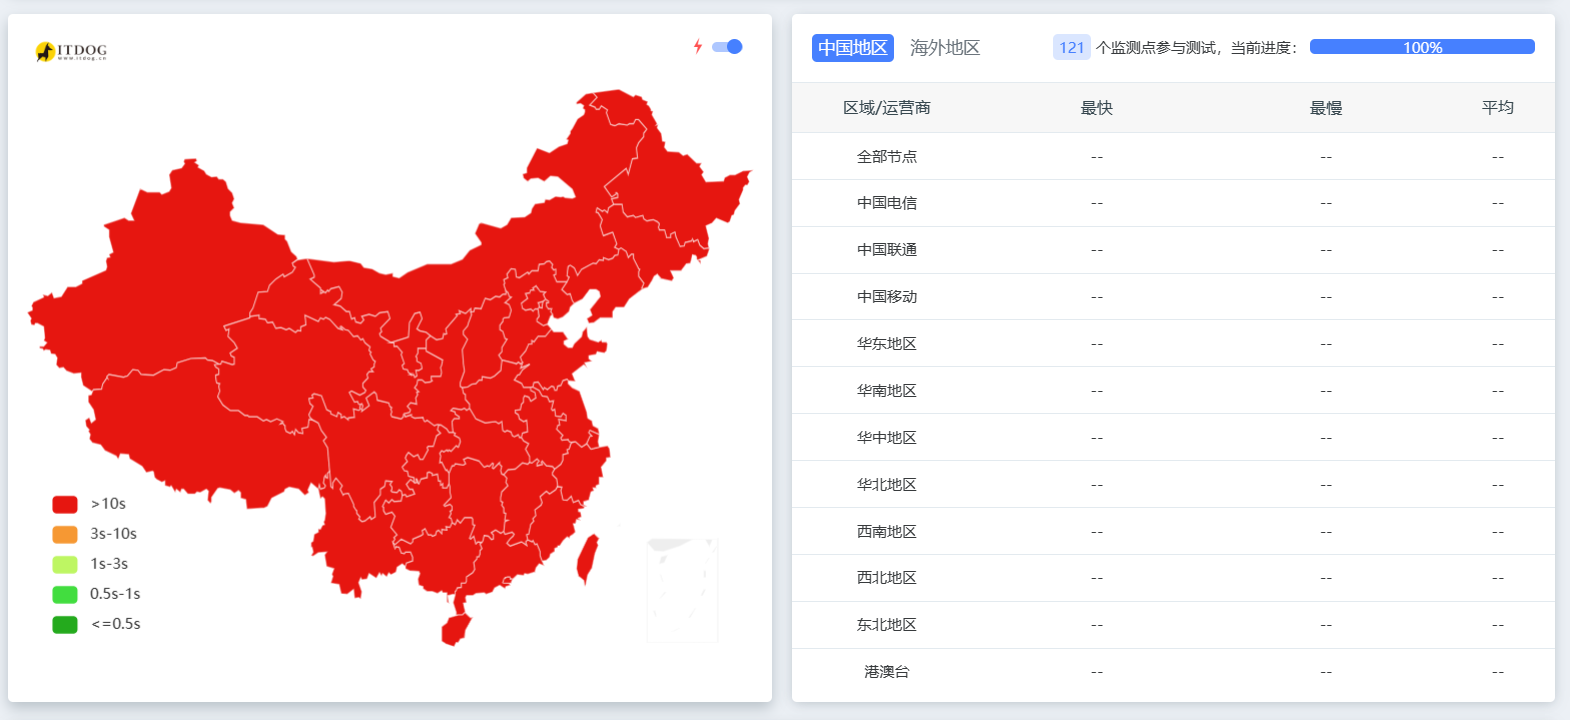 ITDOG
www.itdog.cn
>10s
3s-10s
1s-3s
0.5s-1s
<=0.5s
中国地区 海外地区 121 个监测点参与测试，当前进度： 100%
区域/运营商 最快 最慢 平均
全部节点 -- -- --
中国电信 -- -- --
中国联通 -- -- --
中国移动 -- -- --
华东地区 -- -- --
华南地区 -- -- --
华中地区 -- -- --
华北地区 -- -- --
西南地区 -- -- --
西北地区 -- -- --
东北地区 -- -- --
港澳台 -- -- --